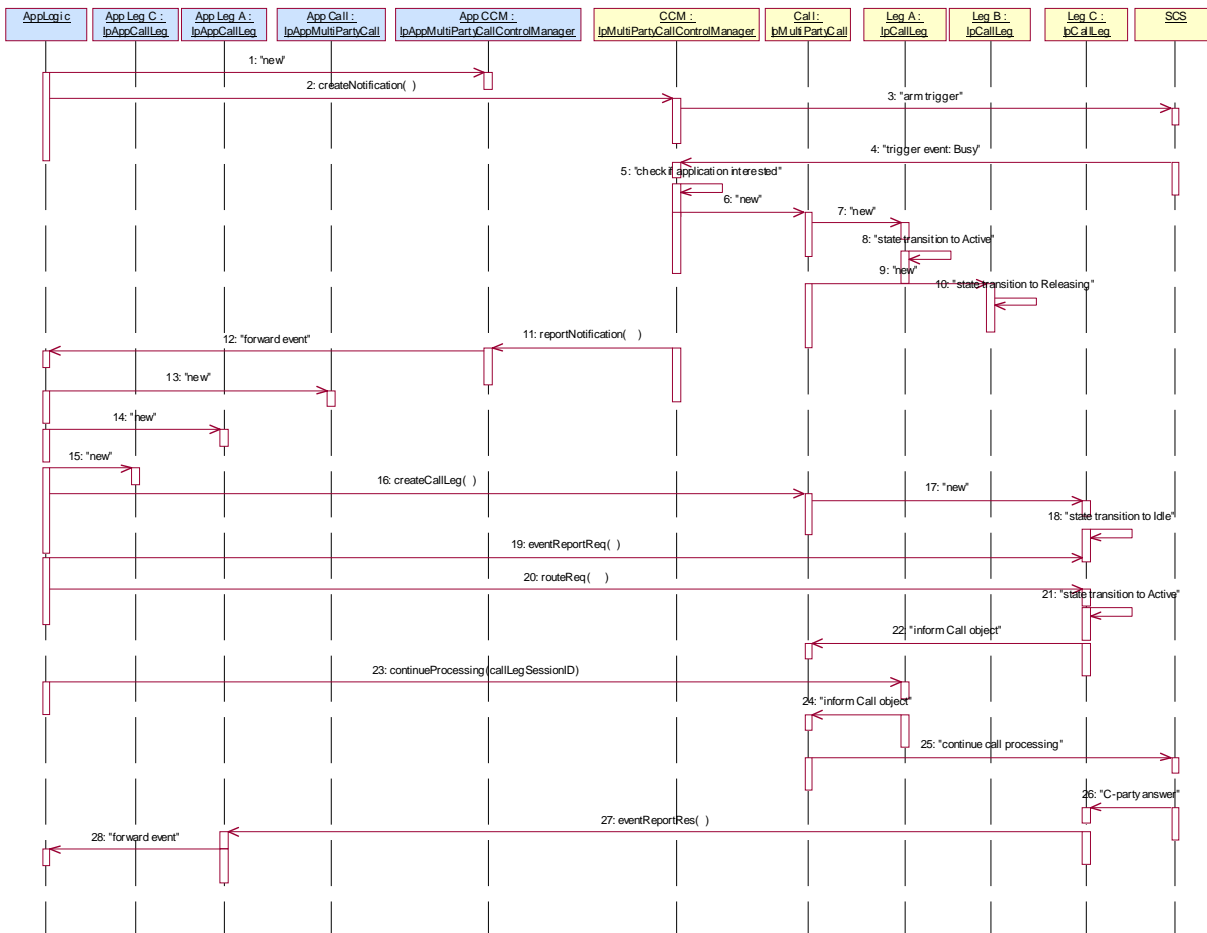 AppLogic
App Leg C :
IpAppCallLeg
App Leg A :
IpAppCallLeg
App Call :
IpAppMultiPartyCall
App CCM :
IpAppMultiPartyCallControlManager
CCM :
IpMultiPartyCallControlManager
Call:
IpMultiPartyCall
Leg A :
IpCallLeg
Leg B :
IpCallLeg
Leg C :
IpCallLeg
SCS
1: "new"
2: createNotification( )
3: "arm trigger"
4: "trigger event: Busy"
5: "check if application interested"
6: "new"
7: "new"
8: "state transition to Active"
9: "new"
10: "state transition to Releasing"
11: reportNotification( )
12: "forward event"
13: "new"
14: "new"
15: "new"
16: createCallLeg( )
17: "new"
18: "state transition to Idle"
19: eventReportReq( )
20: routeReq( )
21: "state transition to Active"
22: "inform Call object"
23: continueProcessing(callLegSessionID)
24: "inform Call object"
25: "continue call processing"
26: "C-party answer"
27: eventReportRes( )
28: "forward event"